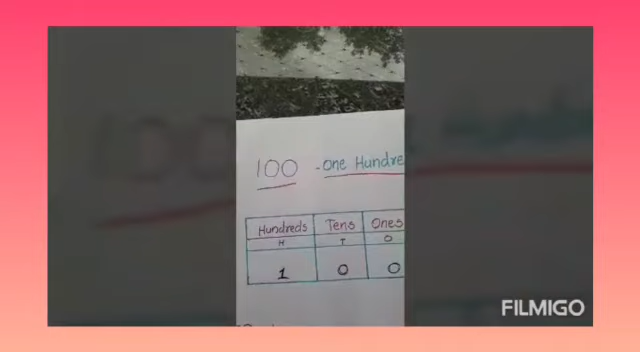 100 - One Hundre
Hundreds Tens Ones
H T O
1 0 0
FILMIGO